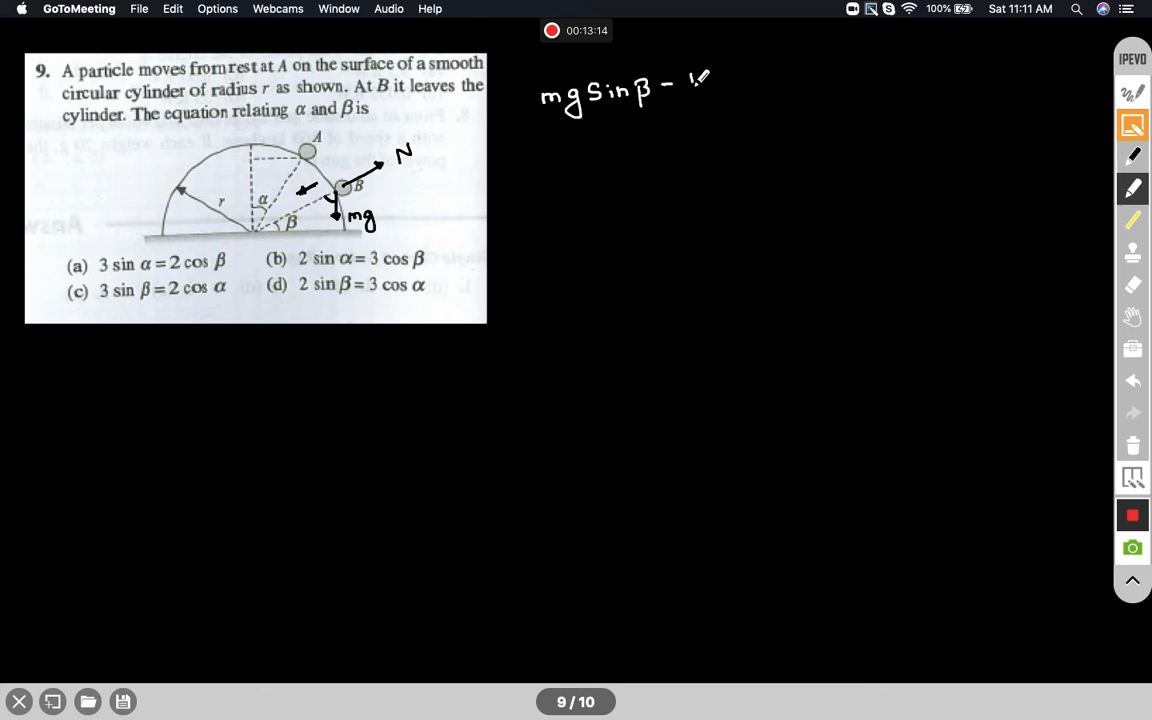 GoToMeeting File Edit Options Webcams Window Audio Help 100% Sat 11:11 AM
00:13:14
IPEVO
9. A particle moves from rest at A on the surface of a smooth
circular cylinder of radius r as shown. At B it leaves the
cylinder. The equation relating α and β is
A
N
B
r
α
β
mg
(a) 3 sin α = 2 cos β (b) 2 sin α = 3 cos β
(c) 3 sin β = 2 cos α (d) 2 sin β = 3 cos α
mg Sin β -
9 / 10